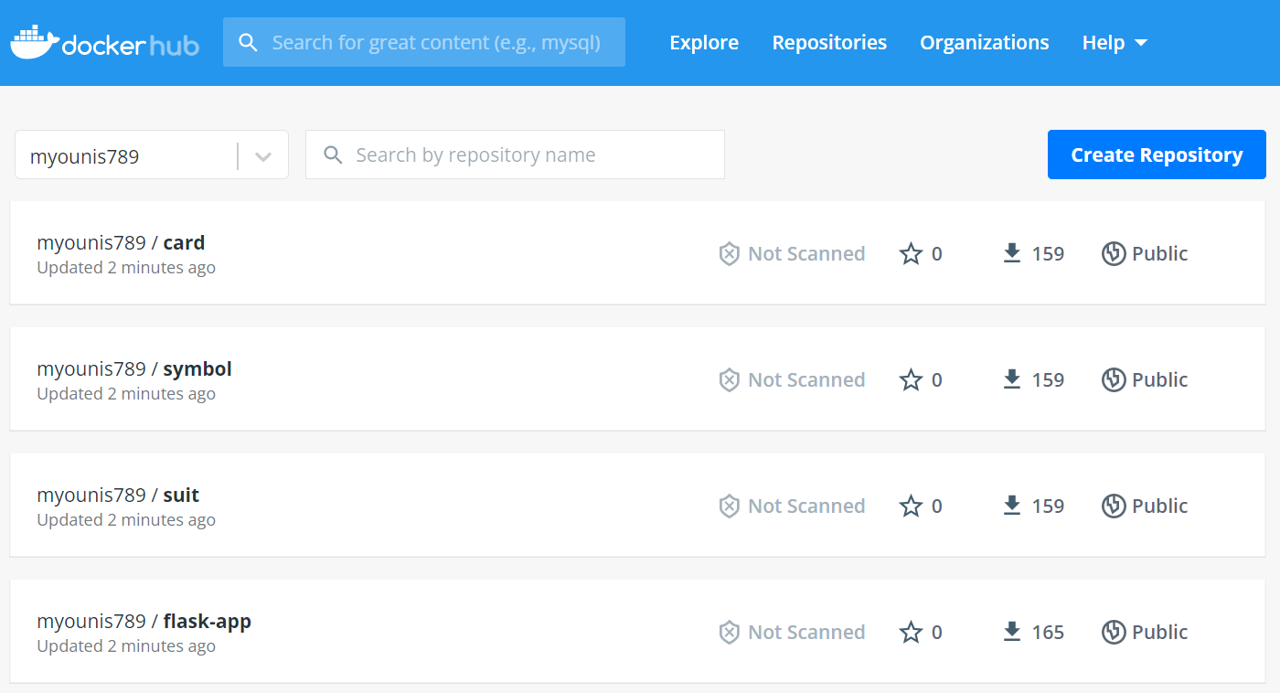 docker hub Search for great content (e.g., mysql) Explore Repositories Organizations Help
myounis789 Search by repository name Create Repository
myounis789 / card
Updated 2 minutes ago
Not Scanned 0 159 Public
myounis789 / symbol
Updated 2 minutes ago
Not Scanned 0 159 Public
myounis789 / suit
Updated 2 minutes ago
Not Scanned 0 159 Public
myounis789 / flask-app
Updated 2 minutes ago
Not Scanned 0 165 Public